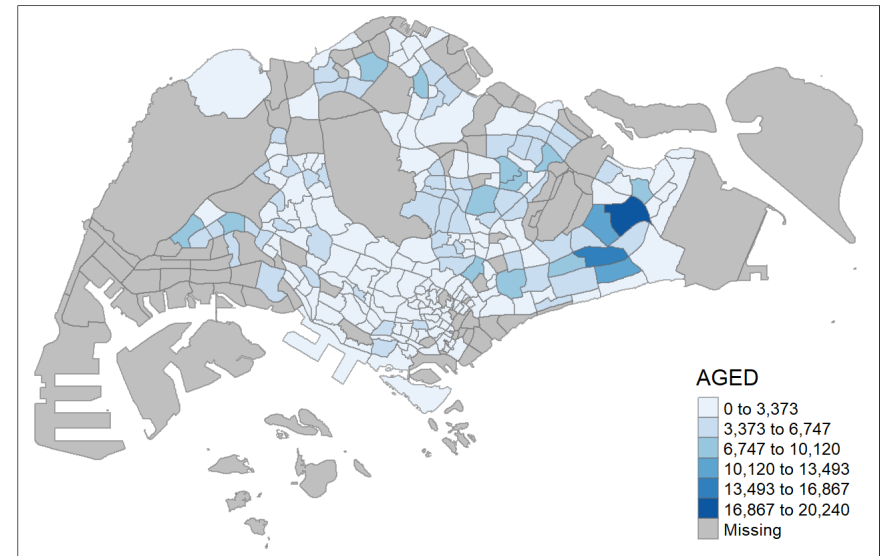 AGED
0 to 3,373
3,373 to 6,747
6,747 to 10,120
10,120 to 13,493
13,493 to 16,867
16,867 to 20,240
Missing